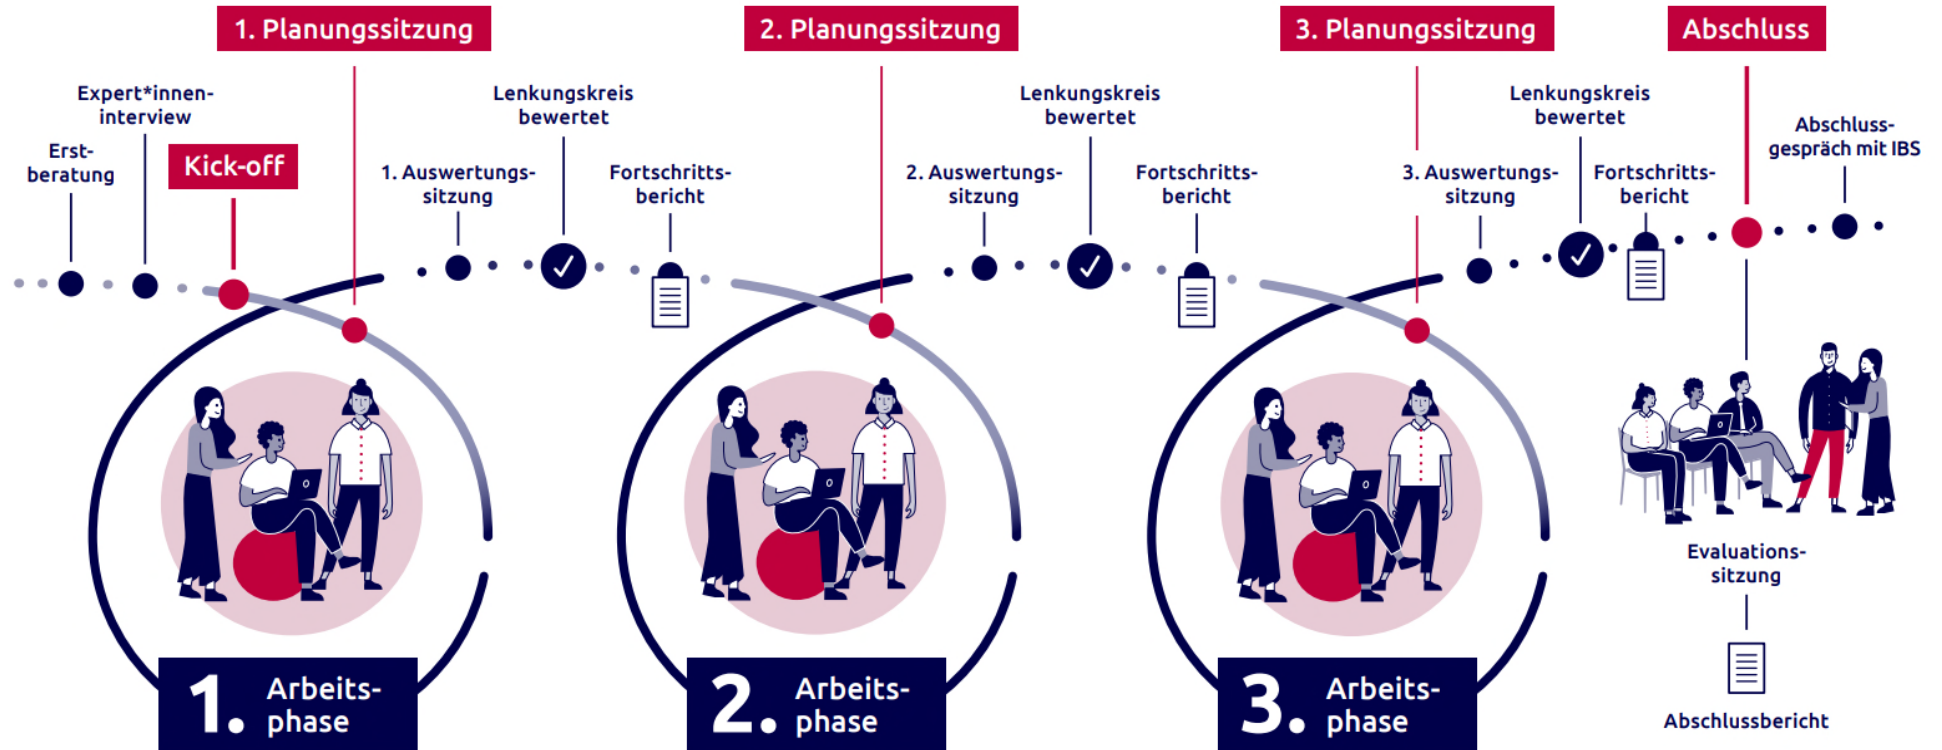 1. Planungssitzung
2. Planungssitzung
3. Planungssitzung
Abschluss
Expert*innen-
interview
Erst-
beratung
Kick-off
1. Auswertungs-
sitzung
Lenkungskreis
bewertet
Fortschritts-
bericht
2. Auswertungs-
sitzung
Lenkungskreis
bewertet
Fortschritts-
bericht
3. Auswertungs-
sitzung
Lenkungskreis
bewertet
Fortschritts-
bericht
Abschluss-
gespräch mit IBS
1. Arbeits-
phase
2. Arbeits-
phase
3. Arbeits-
phase
Evaluations-
sitzung
Abschlussbericht